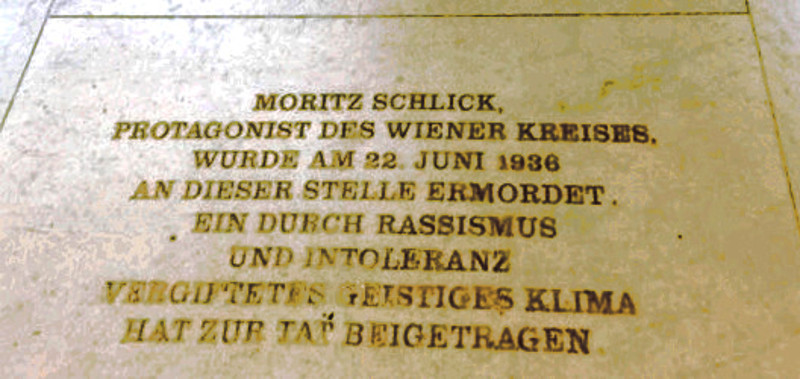 MORITZ SCHLICK,
PROTAGONIST DES WIENER KREISES,
WURDE AM 22. JUNI 1936
AN DIESER STELLE ERMORDET.
EIN DURCH RASSISMUS
UND INTOLERANZ
VERGIFTETES GEISTIGES KLIMA
HAT ZUR TAT BEIGETRAGEN